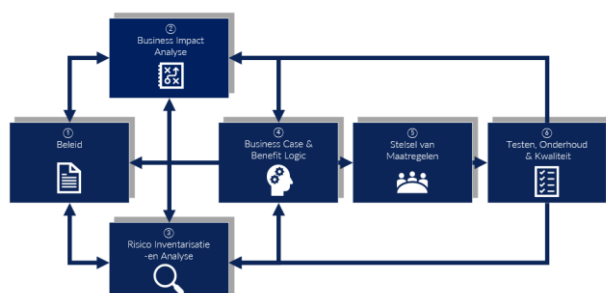 ②
Business Impact
Analyse
①
Beleid
④
Business Case &
Benefit Logic
⑤
Stelsel van
Maatregelen
⑥
Testen, Onderhoud
& Kwaliteit
③
Risico Inventarisatie
-en Analyse